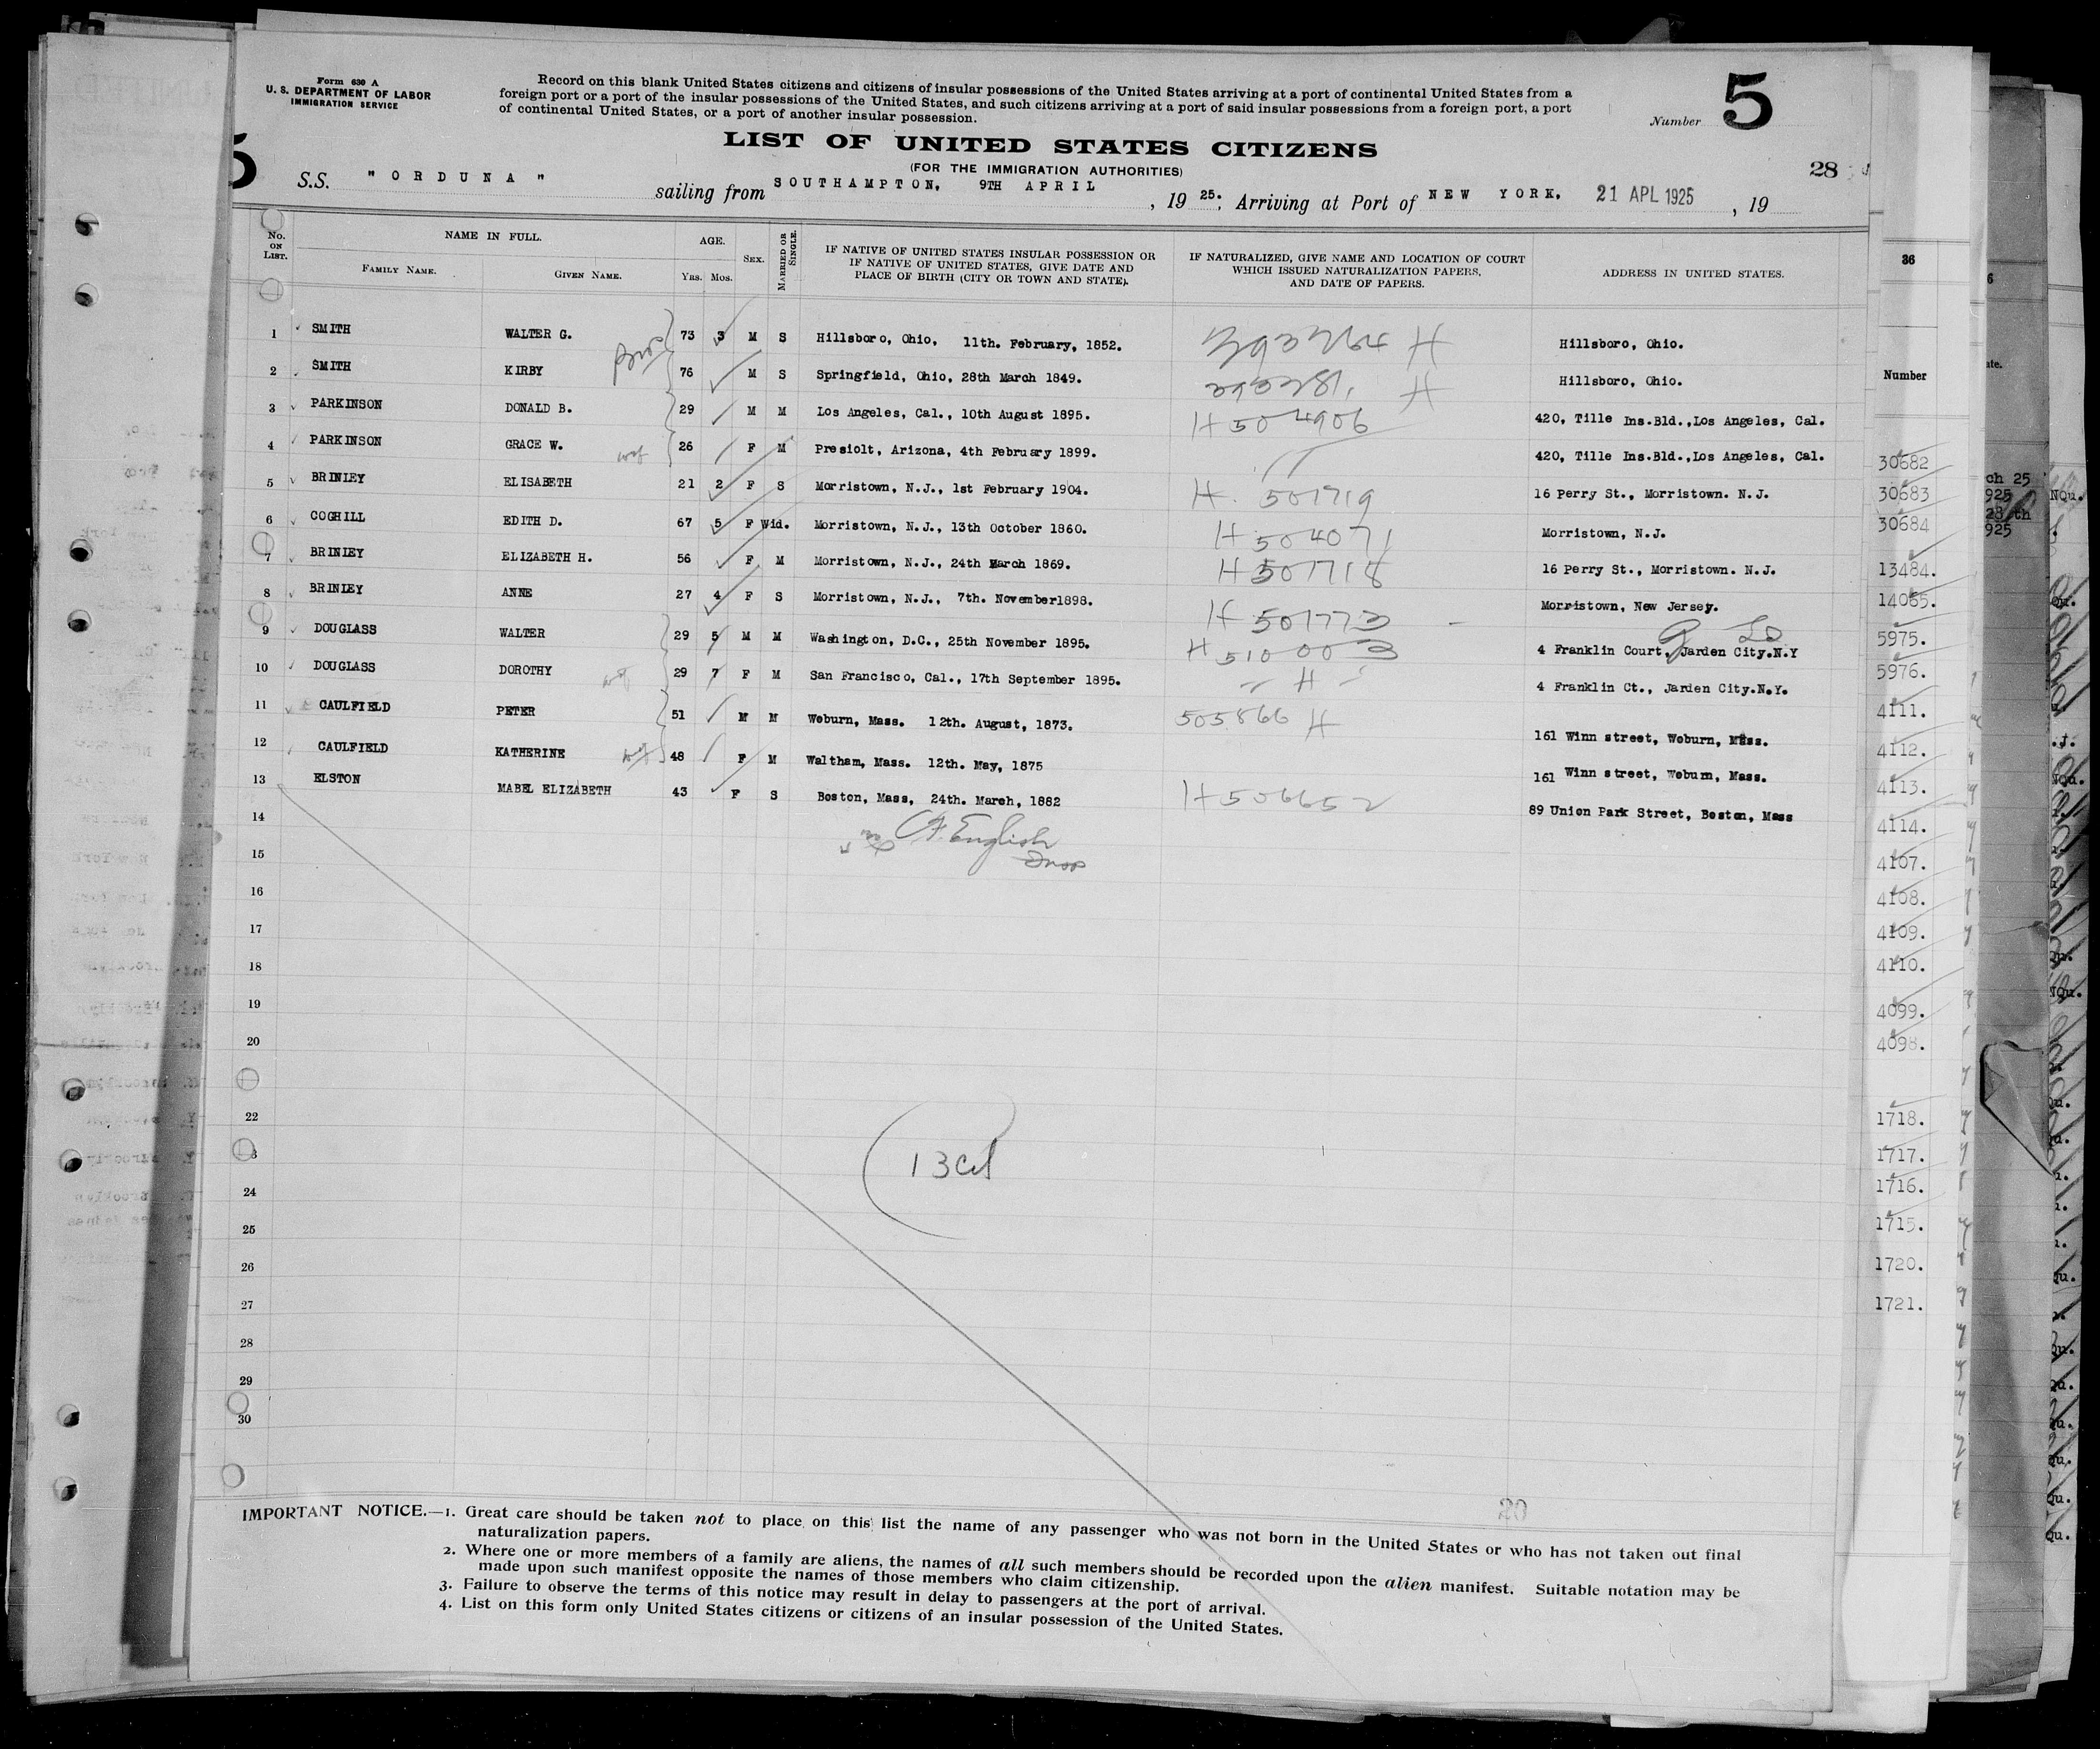 Form 630 A
U. S. DEPARTMENT OF LABOR
IMMIGRATION SERVICE
Record on this blank United States citizens and citizens of insular possessions of the United States arriving at a port of continental United States from a
foreign port or a port of the insular possessions of the United States, and such citizens arriving at a port of said insular possessions from a foreign port, a port
of continental United States, or a port of another insular possession.
Number 5
LIST OF UNITED STATES CITIZENS
(FOR THE IMMIGRATION AUTHORITIES)
28
5
S.S. "ORDUNA" sailing from SOUTHAMPTON, 9TH APRIL, 19 25; Arriving at Port of NEW YORK, 21 APL 1925, 19
No. ON LIST. NAME IN FULL. FAMILY NAME. GIVEN NAME. AGE. YRS. MOS. SEX. MARRIED OR SINGLE. IF NATIVE OF UNITED STATES INSULAR POSSESSION OR IF NATIVE OF UNITED STATES, GIVE DATE AND PLACE OF BIRTH (CITY OR TOWN AND STATE). IF NATURALIZED, GIVE NAME AND LOCATION OF COURT WHICH ISSUED NATURALIZATION PAPERS, AND DATE OF PAPERS. ADDRESS IN UNITED STATES.
1 SMITH WALTER G. 73 3 M S Hillsboro, Ohio, 11th. February, 1852. H Hillsboro, Ohio.
2 SMITH KIRBY Bros 76 M S Springfield, Ohio, 28th March 1849. H Hillsboro, Ohio.
3 PARKINSON DONALD B. 29 M M Los Angeles, Cal., 10th August 1895. H 504906 420, Tille Ins.Bld.,Los Angeles, Cal.
4 PARKINSON GRACE W. wf 26 F M Presiolt, Arizona, 4th February 1899. 420, Tille Ins.Bld.,Los Angeles, Cal.
5 BRINLEY ELISABETH 21 2 F S Morristown, N.J., 1st February 1904. H. 501719 16 Perry St., Morristown. N.J.
6 COGHILL EDITH D. 67 5 F Wid. Morristown, N.J., 13th October 1860. H 504071 Morristown, N.J.
7 BRINLEY ELIZABETH H. 56 F M Morristown, N.J., 24th March 1869. H 501718 16 Perry St., Morristown. N.J.
8 BRINLEY ANNE 27 4 F S Morristown, N.J., 7th. November1898. H 501773 Morristown, New Jersey.
9 DOUGLASS WALTER 29 5 M M Washington, D.C., 25th November 1895. H 510003 4 Franklin Court, Jarden City.N.Y
10 DOUGLASS DOROTHY wf 29 7 F M San Francisco, Cal., 17th September 1895. H 4 Franklin Ct., Jarden City.N.Y.
11 CAULFIELD PETER 51 M M Woburn, Mass. 12th. August, 1873. 505866 H 161 Winn street, Woburn, Mass.
12 CAULFIELD KATHERINE wf 48 F M Waltham, Mass. 12th. May, 1875 161 Winn street, Woburn, Mass.
13 ELSTON MABEL ELIZABETH 43 F S Boston, Mass, 24th. March, 1882 H 506652 89 Union Park Street, Boston, Mass
14 English
15 Insp
16
17
18
19
20
22
3
24
25
26
27
28
29
30
20
IMPORTANT NOTICE.—1. Great care should be taken not to place on this list the name of any passenger who was not born in the United States or who has not taken out final
naturalization papers.
2. Where one or more members of a family are aliens, the names of all such members should be recorded upon the alien manifest. Suitable notation may be
made upon such manifest opposite the names of those members who claim citizenship.
3. Failure to observe the terms of this notice may result in delay to passengers at the port of arrival.
4. List on this form only United States citizens or citizens of an insular possession of the United States.
36
Number
30682
30683
30684
13484.
14065.
5975.
5976.
4111.
4112.
4113.
4114.
4107.
4108.
4109.
4110.
4099.
4098.
1718.
1717.
1716.
1715.
1720.
1721.